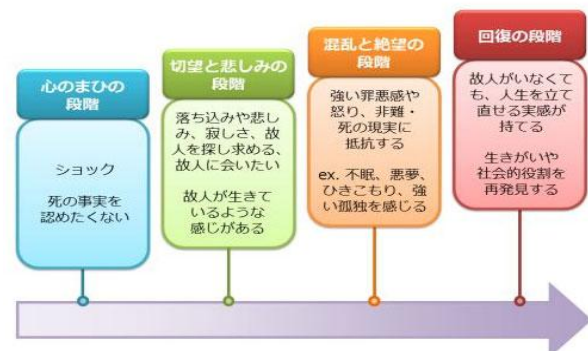 心のまひの
段階
ショック
死の事実を
認めたくない
切望と悲しみの
段階
落ち込みや悲し
み、寂しさ、故
人を探し求める、
故人に会いたい
故人が生きて
いるような
感じがある
混乱と絶望の
段階
強い罪悪感や
怒り、非難・
死の現実に
抵抗する
ex. 不眠、悪夢、
ひきこもり、強
い孤独を感じる
回復の段階
故人がいなくて
も、人生を立て
直せる実感が
持てる
生きがいや
社会的役割を
再発見する